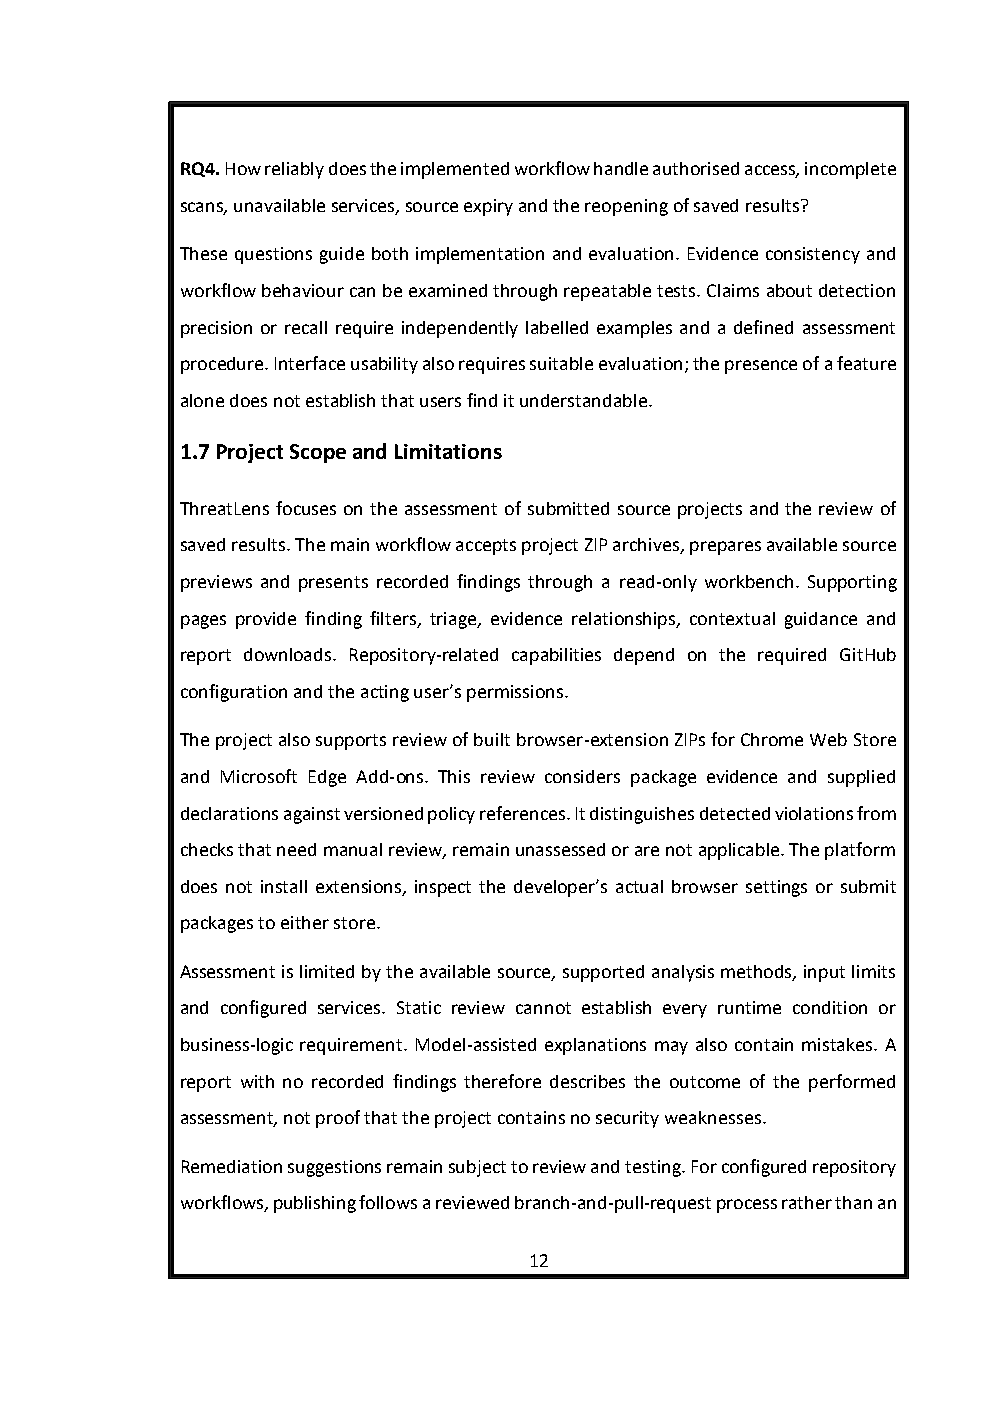 RQ4. How reliably does the implemented workflow handle authorised access, incomplete
scans, unavailable services, source expiry and the reopening of saved results?
These questions guide both implementation and evaluation. Evidence consistency and
workflow behaviour can be examined through repeatable tests. Claims about detection
precision or recall require independently labelled examples and a defined assessment
procedure. Interface usability also requires suitable evaluation; the presence of a feature
alone does not establish that users find it understandable.
1.7 Project Scope and Limitations
ThreatLens focuses on the assessment of submitted source projects and the review of
saved results. The main workflow accepts project ZIP archives, prepares available source
previews and presents recorded findings through a read-only workbench. Supporting
pages provide finding filters, triage, evidence relationships, contextual guidance and
report downloads. Repository-related capabilities depend on the required GitHub
configuration and the acting user’s permissions.
The project also supports review of built browser-extension ZIPs for Chrome Web Store
and Microsoft Edge Add-ons. This review considers package evidence and supplied
declarations against versioned policy references. It distinguishes detected violations from
checks that need manual review, remain unassessed or are not applicable. The platform
does not install extensions, inspect the developer’s actual browser settings or submit
packages to either store.
Assessment is limited by the available source, supported analysis methods, input limits
and configured services. Static review cannot establish every runtime condition or
business-logic requirement. Model-assisted explanations may also contain mistakes. A
report with no recorded findings therefore describes the outcome of the performed
assessment, not proof that the project contains no security weaknesses.
Remediation suggestions remain subject to review and testing. For configured repository
workflows, publishing follows a reviewed branch-and-pull-request process rather than an
12